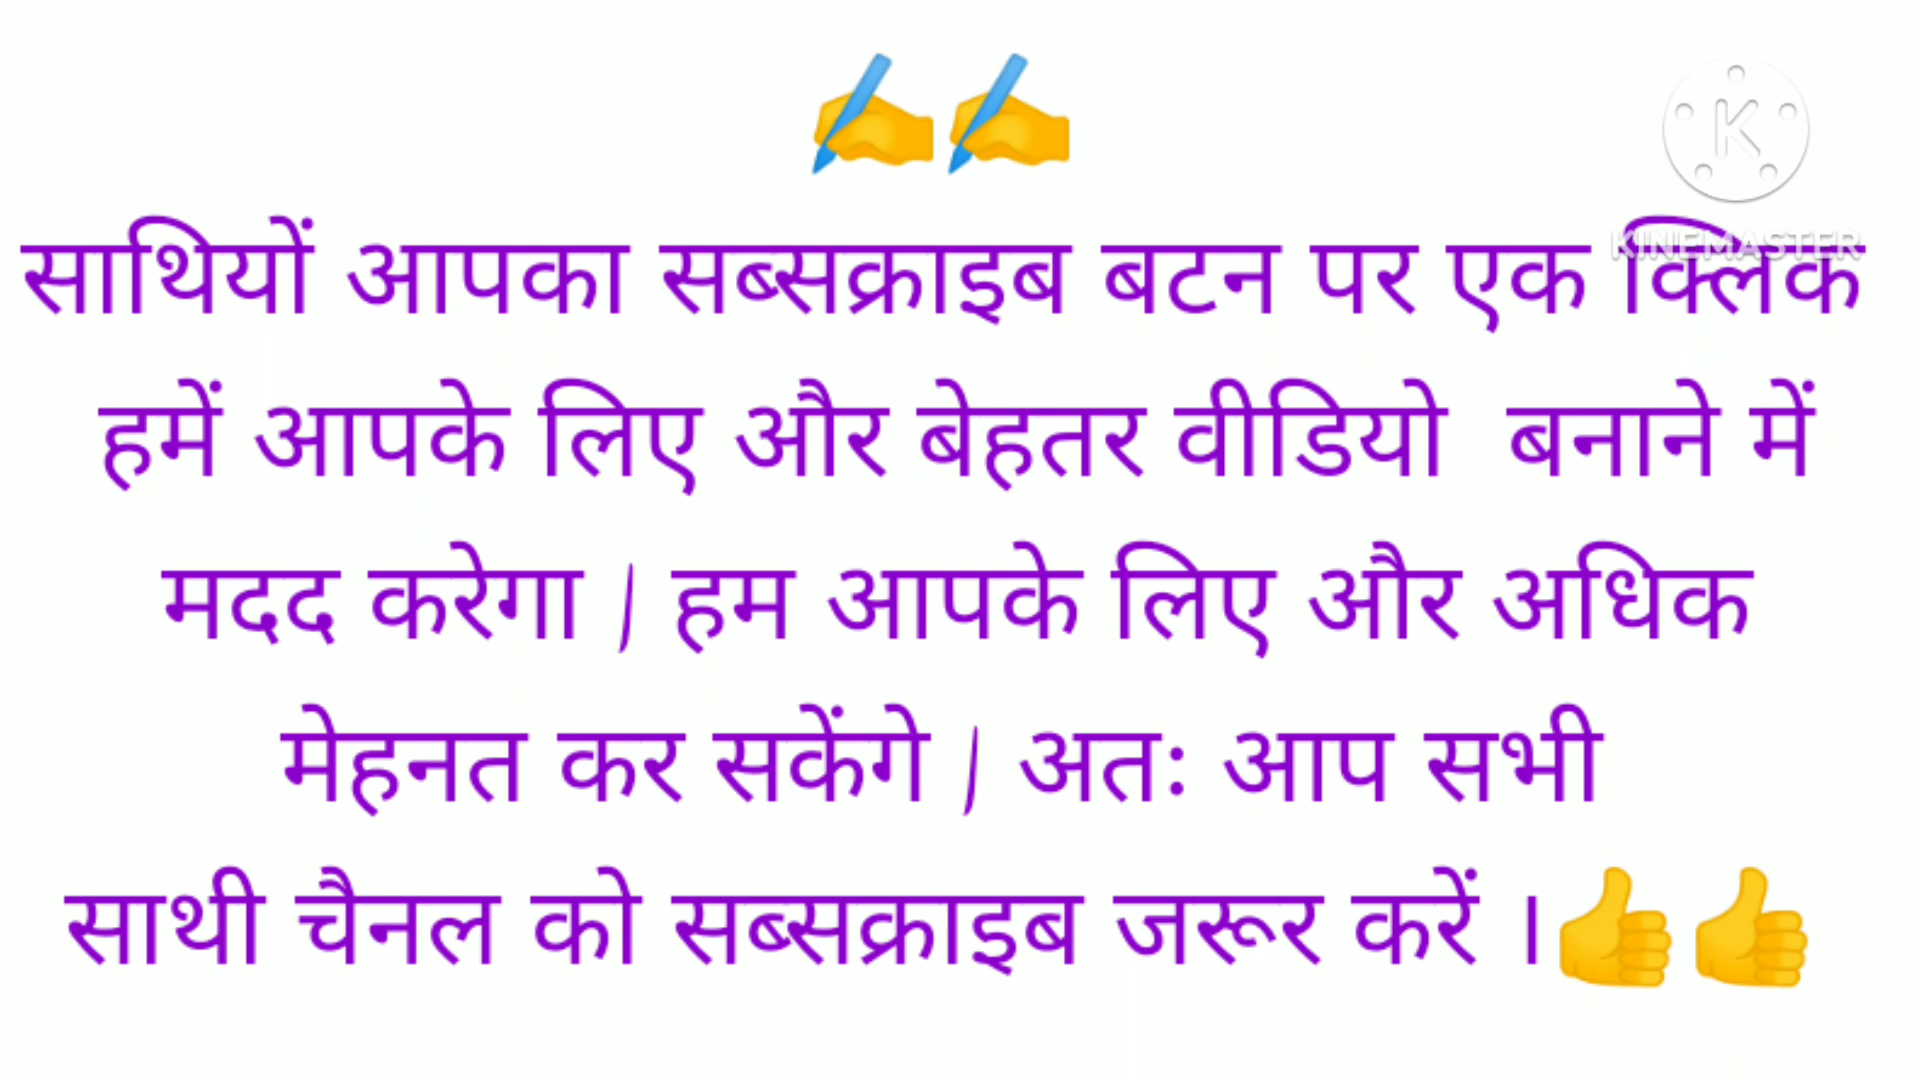 ✍✍
K
KINEMASTER
साथियों आपका सब्सक्राइब बटन पर एक क्लिक
हमें आपके लिए और बेहतर वीडियो बनाने में
मदद करेगा / हम आपके लिए और अधिक
मेहनत कर सकेंगे / अतः आप सभी
साथी चैनल को सब्सक्राइब जरूर करें ।👍👍